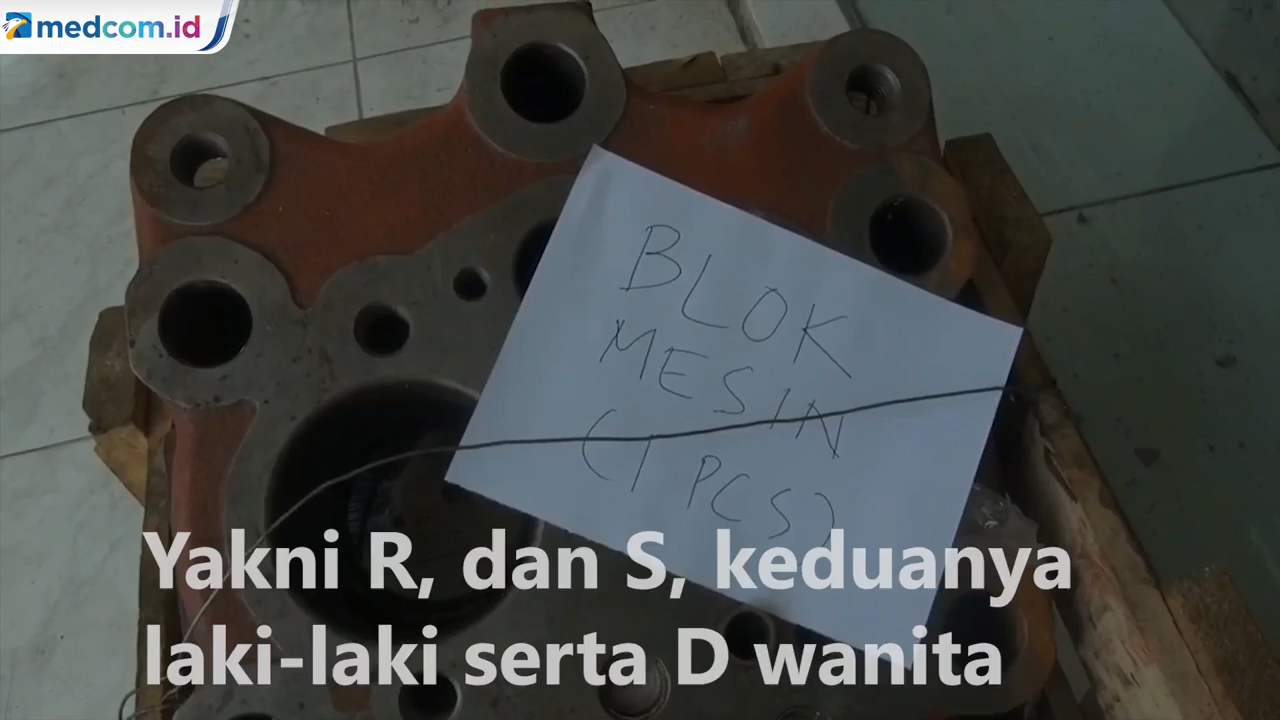 medcom.id
BLOK
MESIN
(1 PCS)
Yakni R, dan S, keduanya
laki-laki serta D wanita